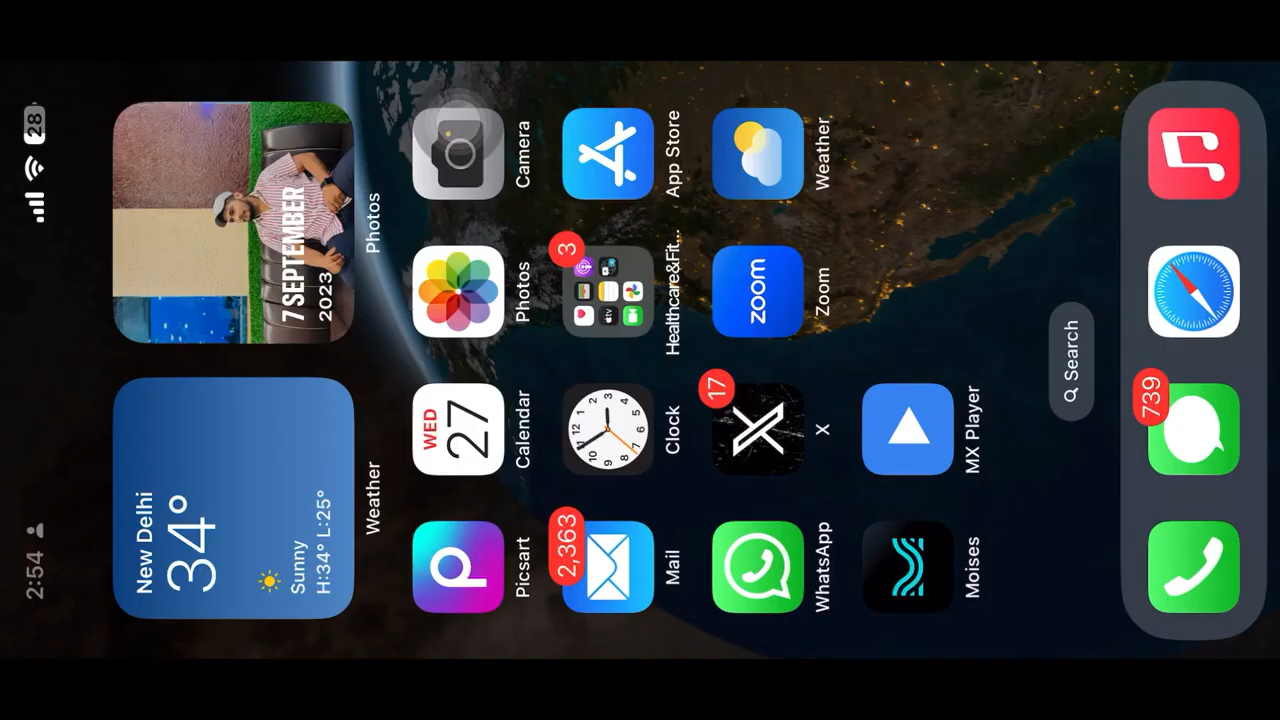 2:54
28
New Delhi
34°
Sunny
H:34° L:25°
Weather
7 SEPTEMBER
2023
Photos
WED
27
Picsart
Calendar
Photos
Camera
2,363
3
Mail
Clock
Healthcare&Fit...
App Store
17
zoom
WhatsApp
X
Zoom
Weather
Moises
MX Player
Search
739